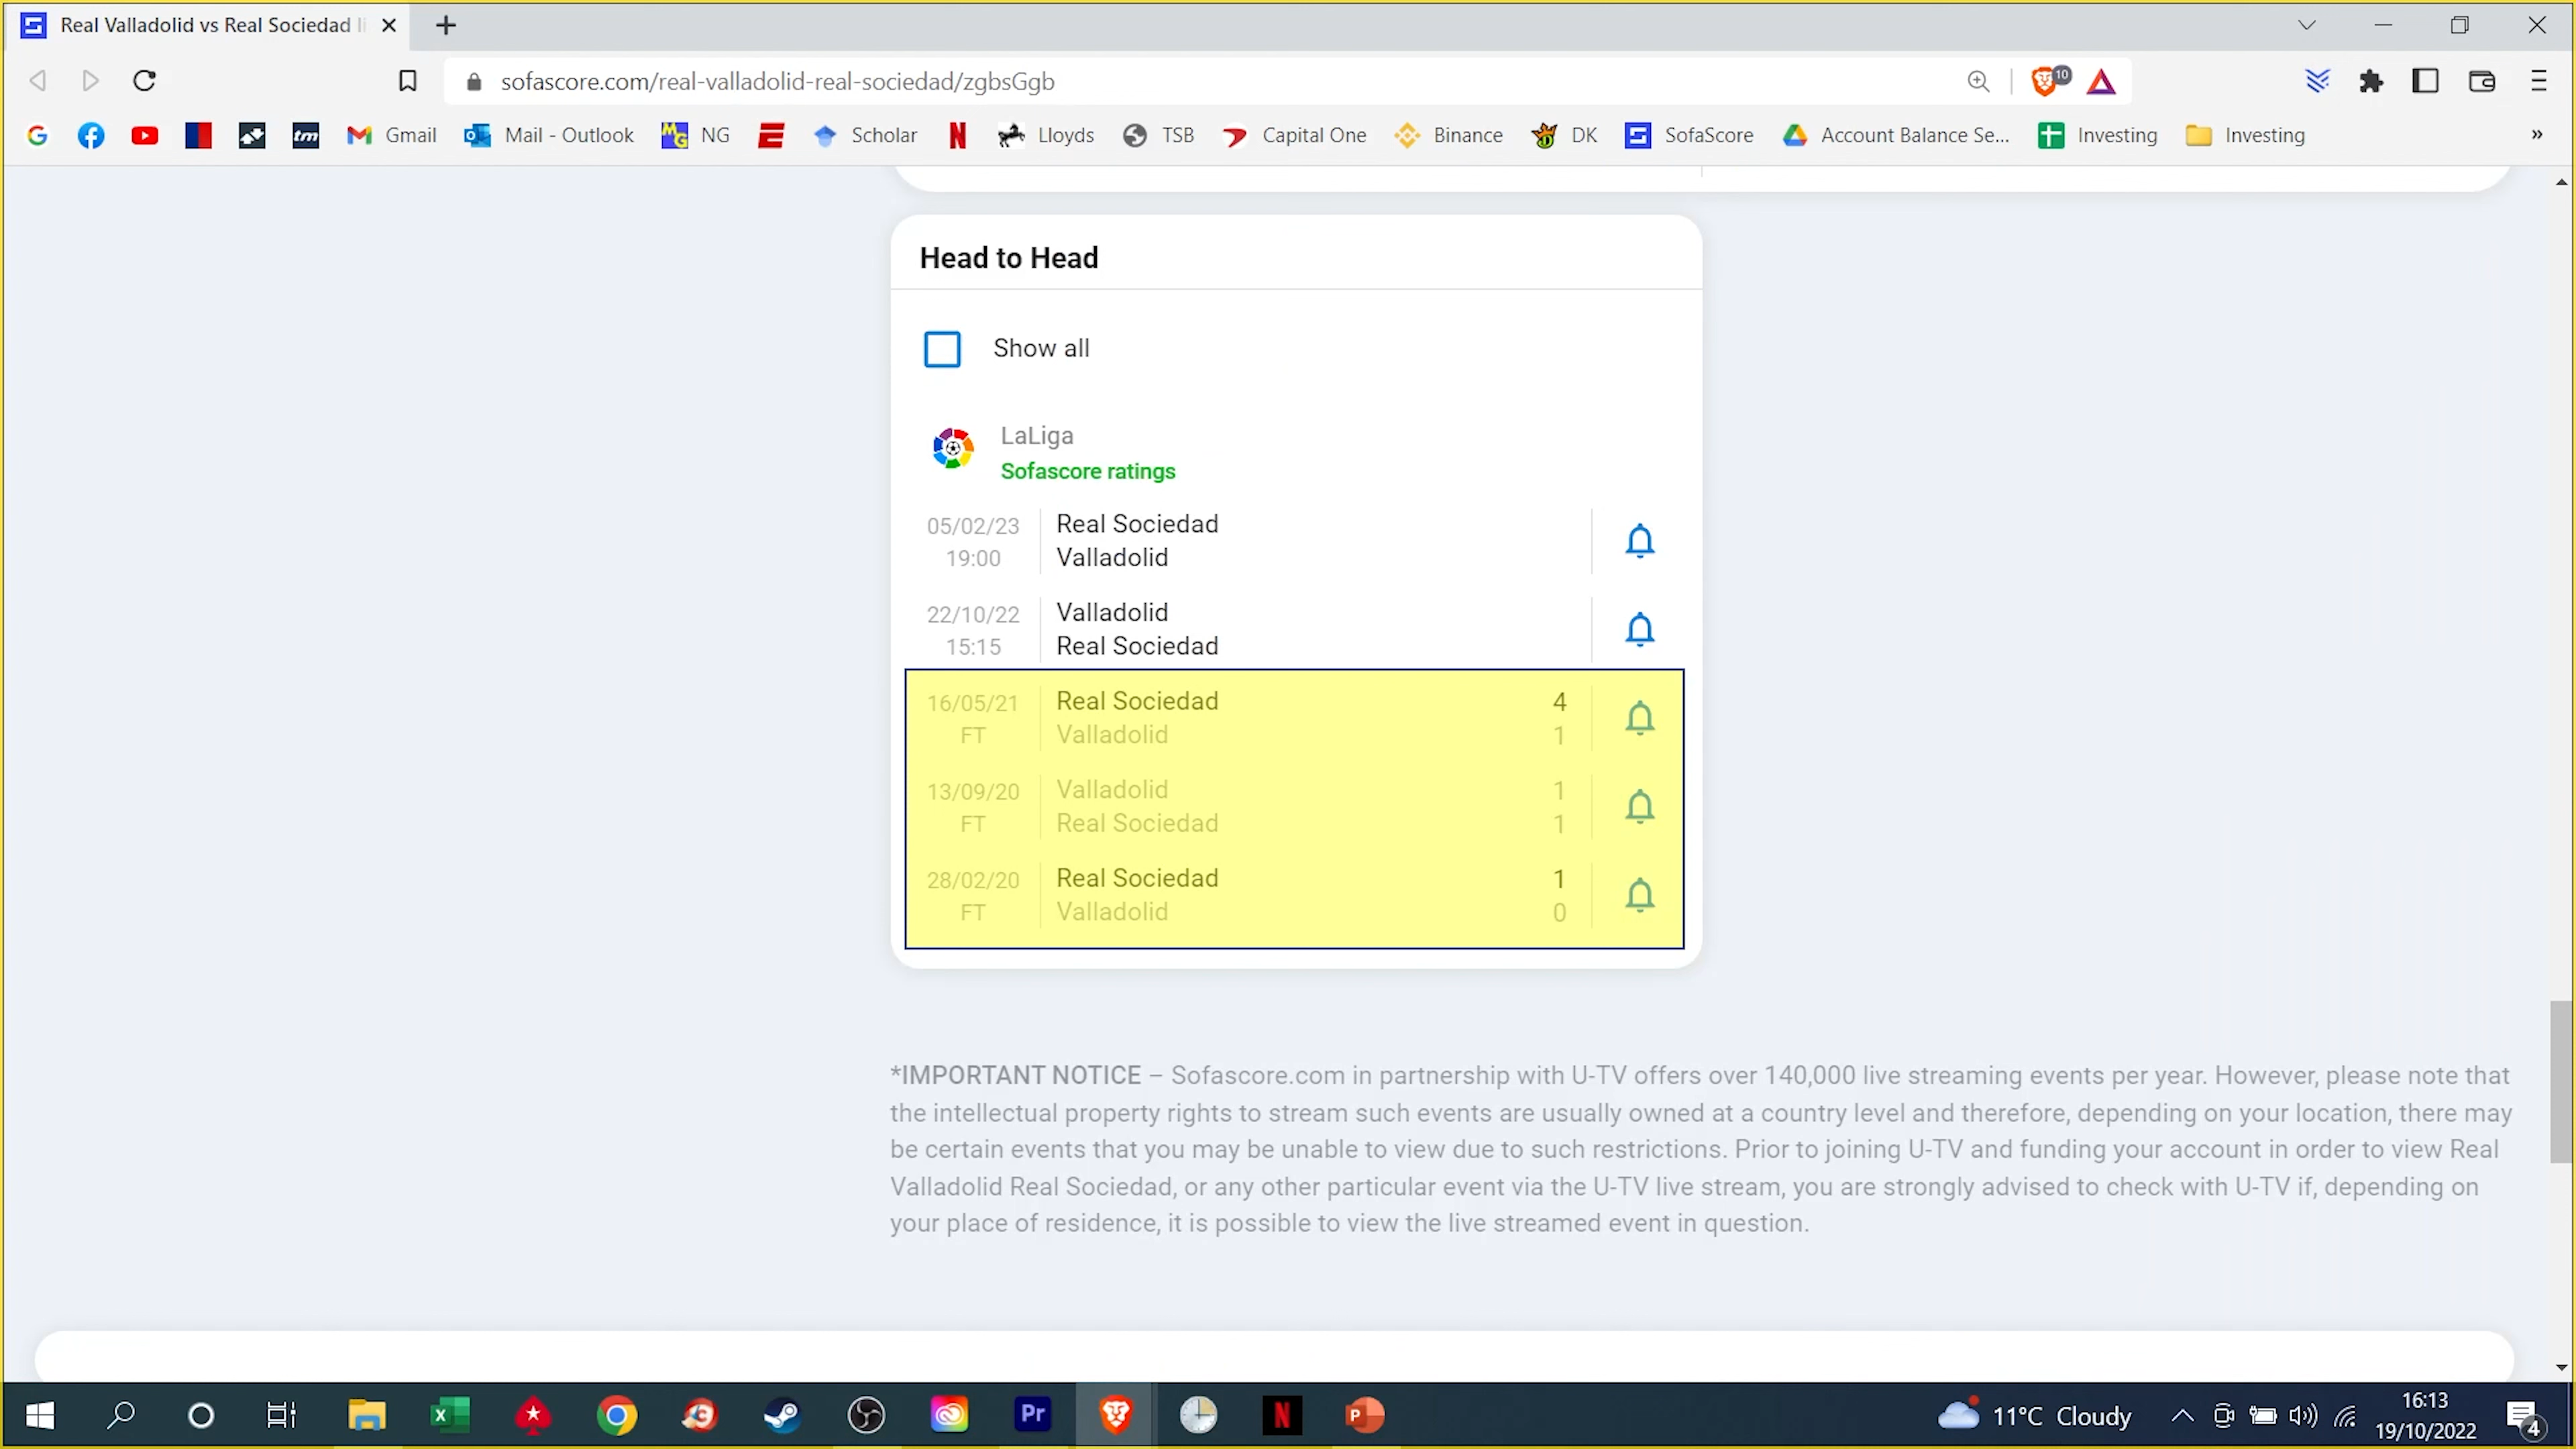 Real Valladolid vs Real Sociedad li
sofascore.com/real-valladolid-real-sociedad/zgbsGgb
10
tm Gmail Mail - Outlook NG Scholar Lloyds TSB Capital One Binance DK SofaScore Account Balance Se... Investing Investing »
Head to Head
Show all
LaLiga
Sofascore ratings
05/02/23 Real Sociedad
19:00 Valladolid
22/10/22 Valladolid
15:15 Real Sociedad
16/05/21 Real Sociedad 4
FT Valladolid 1
13/09/20 Valladolid 1
FT Real Sociedad 1
28/02/20 Real Sociedad 1
FT Valladolid 0
*IMPORTANT NOTICE – Sofascore.com in partnership with U-TV offers over 140,000 live streaming events per year. However, please note that
the intellectual property rights to stream such events are usually owned at a country level and therefore, depending on your location, there may
be certain events that you may be unable to view due to such restrictions. Prior to joining U-TV and funding your account in order to view Real
Valladolid Real Sociedad, or any other particular event via the U-TV live stream, you are strongly advised to check with U-TV if, depending on
your place of residence, it is possible to view the live streamed event in question.
Pr
11°C Cloudy
16:13
19/10/2022
4